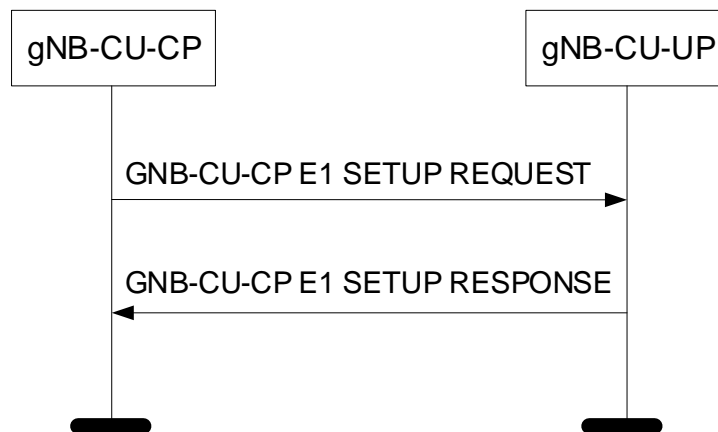 gNB-CU-CP
gNB-CU-UP
GNB-CU-CP E1 SETUP REQUEST
GNB-CU-CP E1 SETUP RESPONSE